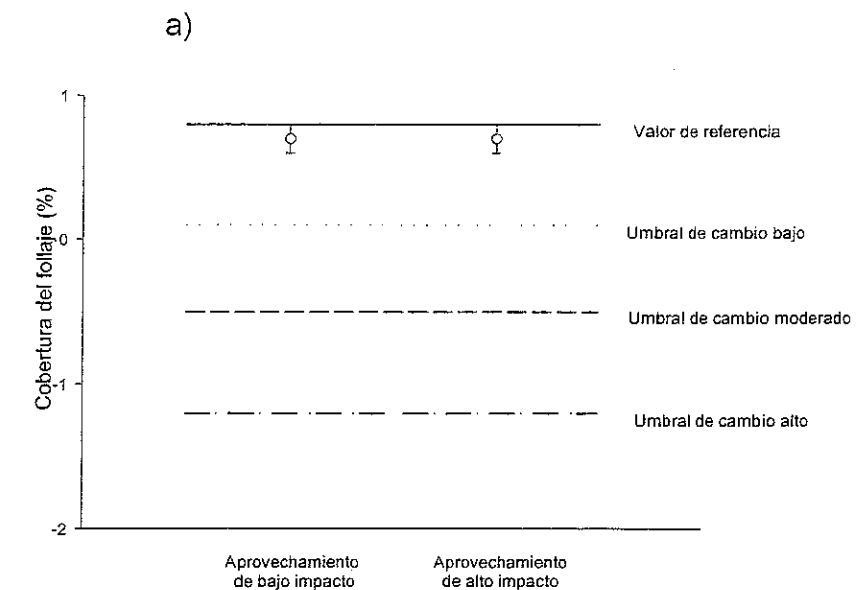 a)
1
Valor de referencia
Cobertura del follaje (%)
0
Umbral de cambio bajo
Umbral de cambio moderado
-1
Umbral de cambio alto
-2
Aprovechamiento
de bajo impacto
Aprovechamiento
de alto impacto